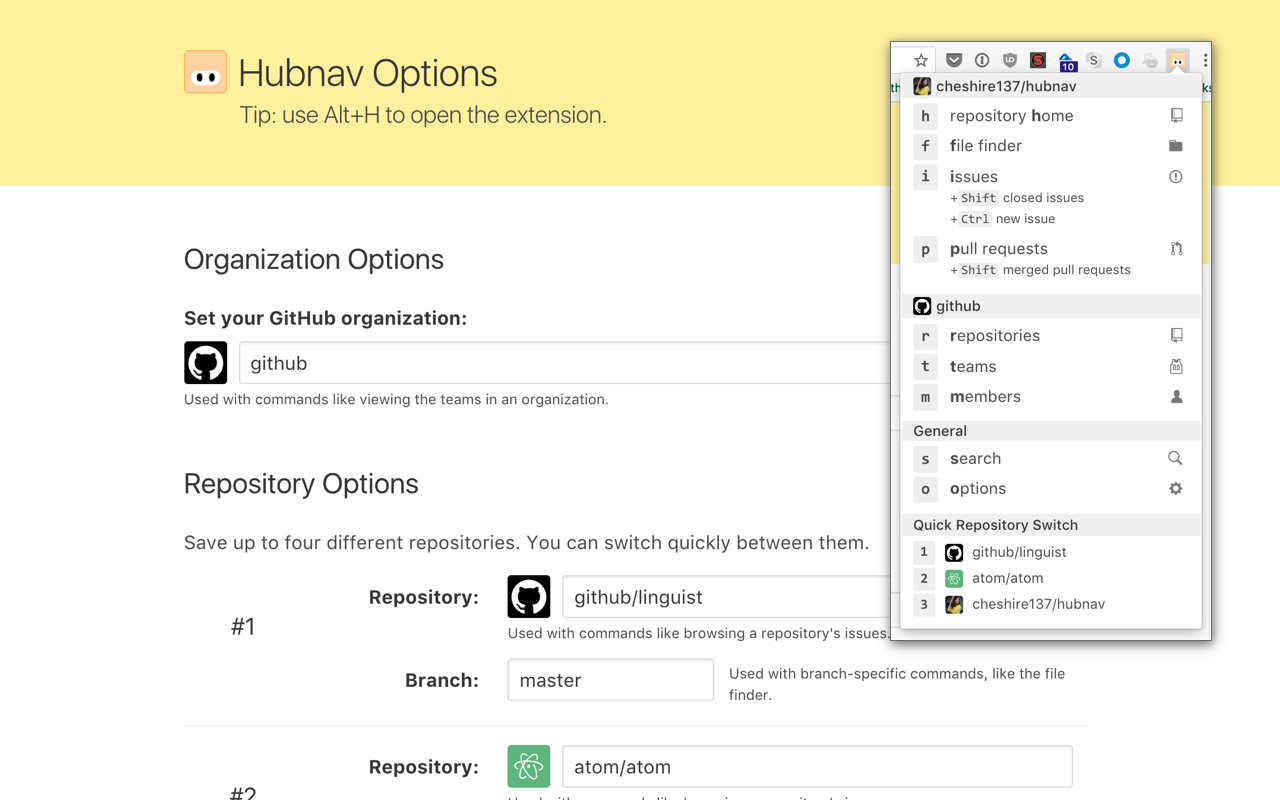 Hubnav Options
Tip: use Alt+H to open the extension.
Organization Options
Set your GitHub organization:
github
Used with commands like viewing the teams in an organization.
Repository Options
Save up to four different repositories. You can switch quickly between them.
#1
Repository:
github/linguist
Used with commands like browsing a repository's issues.
Branch:
master
Used with branch-specific commands, like the file
finder.
#2
Repository:
atom/atom
10
S
cheshire137/hubnav
h repository home
f file finder
i issues
+Shift closed issues
+Ctrl new issue
p pull requests
+Shift merged pull requests
github
r repositories
t teams
m members
General
s search
o options
Quick Repository Switch
1 github/linguist
2 atom/atom
3 cheshire137/hubnav